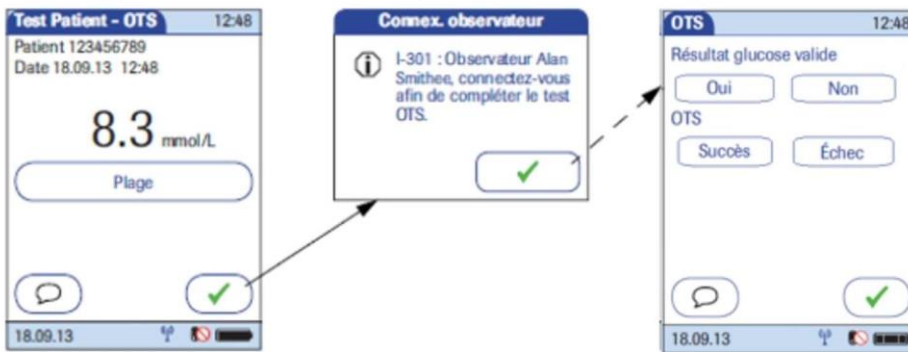 Test Patient - OTS 12:48
Patient 123456789
Date 18.09.13 12:48
8.3 mmol/L
Plage
18.09.13
Connex. observateur
I-301 : Observateur Alan
Smithee, connectez-vous
afin de compléter le test
OTS.
OTS 12:48
Résultat glucose valide
Oui Non
OTS
Succès Échec
18.09.13